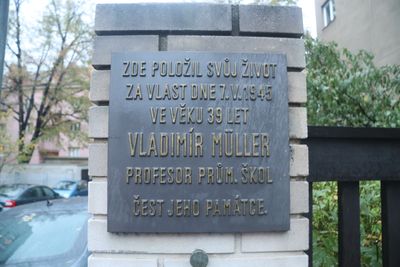 ZDE POLOŽIL SVŮJ ŽIVOT
ZA VLAST DNE 7.V.1945
VE VĚKU 39 LET
VLADIMÍR MÜLLER
PROFESOR PRŮM. ŠKOL
ČEST JEHO PAMÁTCE.